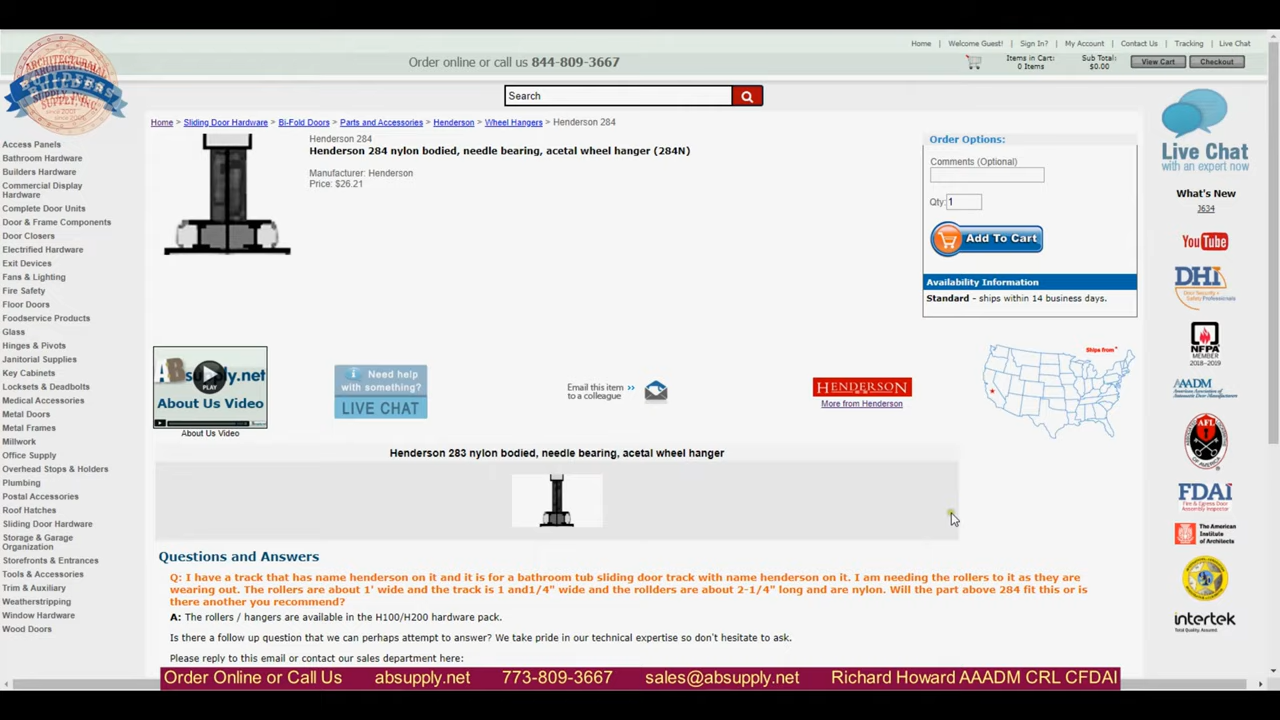 Home | Welcome Guest! | Sign In? | My Account | Contact Us | Tracking | Live Chat
Order online or call us 844-809-3667
Items in Cart:
0 Items
Sub Total:
$0.00
View Cart
Checkout
ARCHITECTURAL
BUILDERS
SUPPLY, INC.
Search
Home > Sliding Door Hardware > Bi-Fold Doors > Parts and Accessories > Henderson > Wheel Hangers > Henderson 284
Access Panels
Bathroom Hardware
Builders Hardware
Commercial Display
Hardware
Complete Door Units
Door & Frame Components
Door Closers
Electrified Hardware
Exit Devices
Fans & Lighting
Fire Safety
Floor Doors
Foodservice Products
Glass
Hinges & Pivots
Janitorial Supplies
Key Cabinets
Locksets & Deadbolts
Medical Accessories
Metal Doors
Metal Frames
Millwork
Office Supply
Overhead Stops & Holders
Plumbing
Postal Accessories
Roof Hatches
Sliding Door Hardware
Storage & Garage
Organization
Storefronts & Entrances
Tools & Accessories
Trim & Auxiliary
Weatherstripping
Window Hardware
Wood Doors
Henderson 284
Henderson 284 nylon bodied, needle bearing, acetal wheel hanger (284N)
Manufacturer: Henderson
Price: $26.21
Order Options:
Comments (Optional)
Qty: 1
Add To Cart
Availability Information
Standard - ships within 14 business days.
Live Chat
with an expert now
What's New
J634
YouTube
DHi
NFPA
MEMBER
2018-2019
AAADM
FDAI
The American
Institute
of Architects
intertek
Total Quality. Assured.
ABsupply.net
PLAY
About Us Video
About Us Video
Need help
with something?
LIVE CHAT
Email this item >>
to a colleague
HENDERSON
More from Henderson
Ships from
Henderson 283 nylon bodied, needle bearing, acetal wheel hanger
Questions and Answers
Q: I have a track that has name henderson on it and it is for a bathroom tub sliding door track with name henderson on it. I am needing the rollers to it as they are
wearing out. The rollers are about 1' wide and the track is 1 and1/4" wide and the rollders are about 2-1/4" long and are nylon. Will the part above 284 fit this or is
there another you recommend?
A: The rollers / hangers are available in the H100/H200 hardware pack.
Is there a follow up question that we can perhaps attempt to answer? We take pride in our technical expertise so don't hesitate to ask.
Please reply to this email or contact our sales department here:
Order Online or Call Us absupply.net 773-809-3667 sales@absupply.net Richard Howard AAADM CRL CFDAI